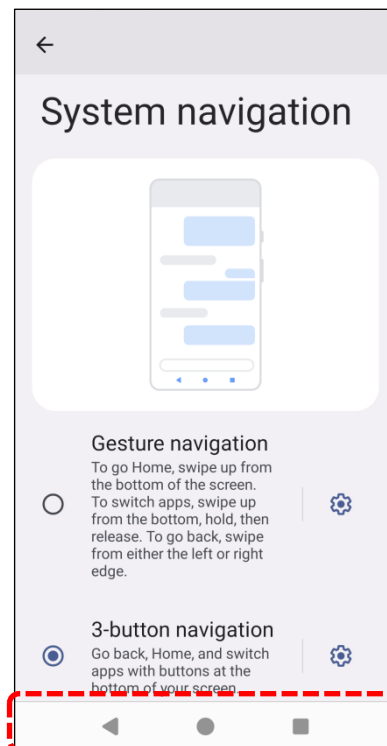 System navigation
Gesture navigation
To go Home, swipe up from
the bottom of the screen.
To switch apps, swipe up
from the bottom, hold, then
release. To go back, swipe
from either the left or right
edge.
3-button navigation
Go back, Home, and switch
apps with buttons at the
bottom of your screen.